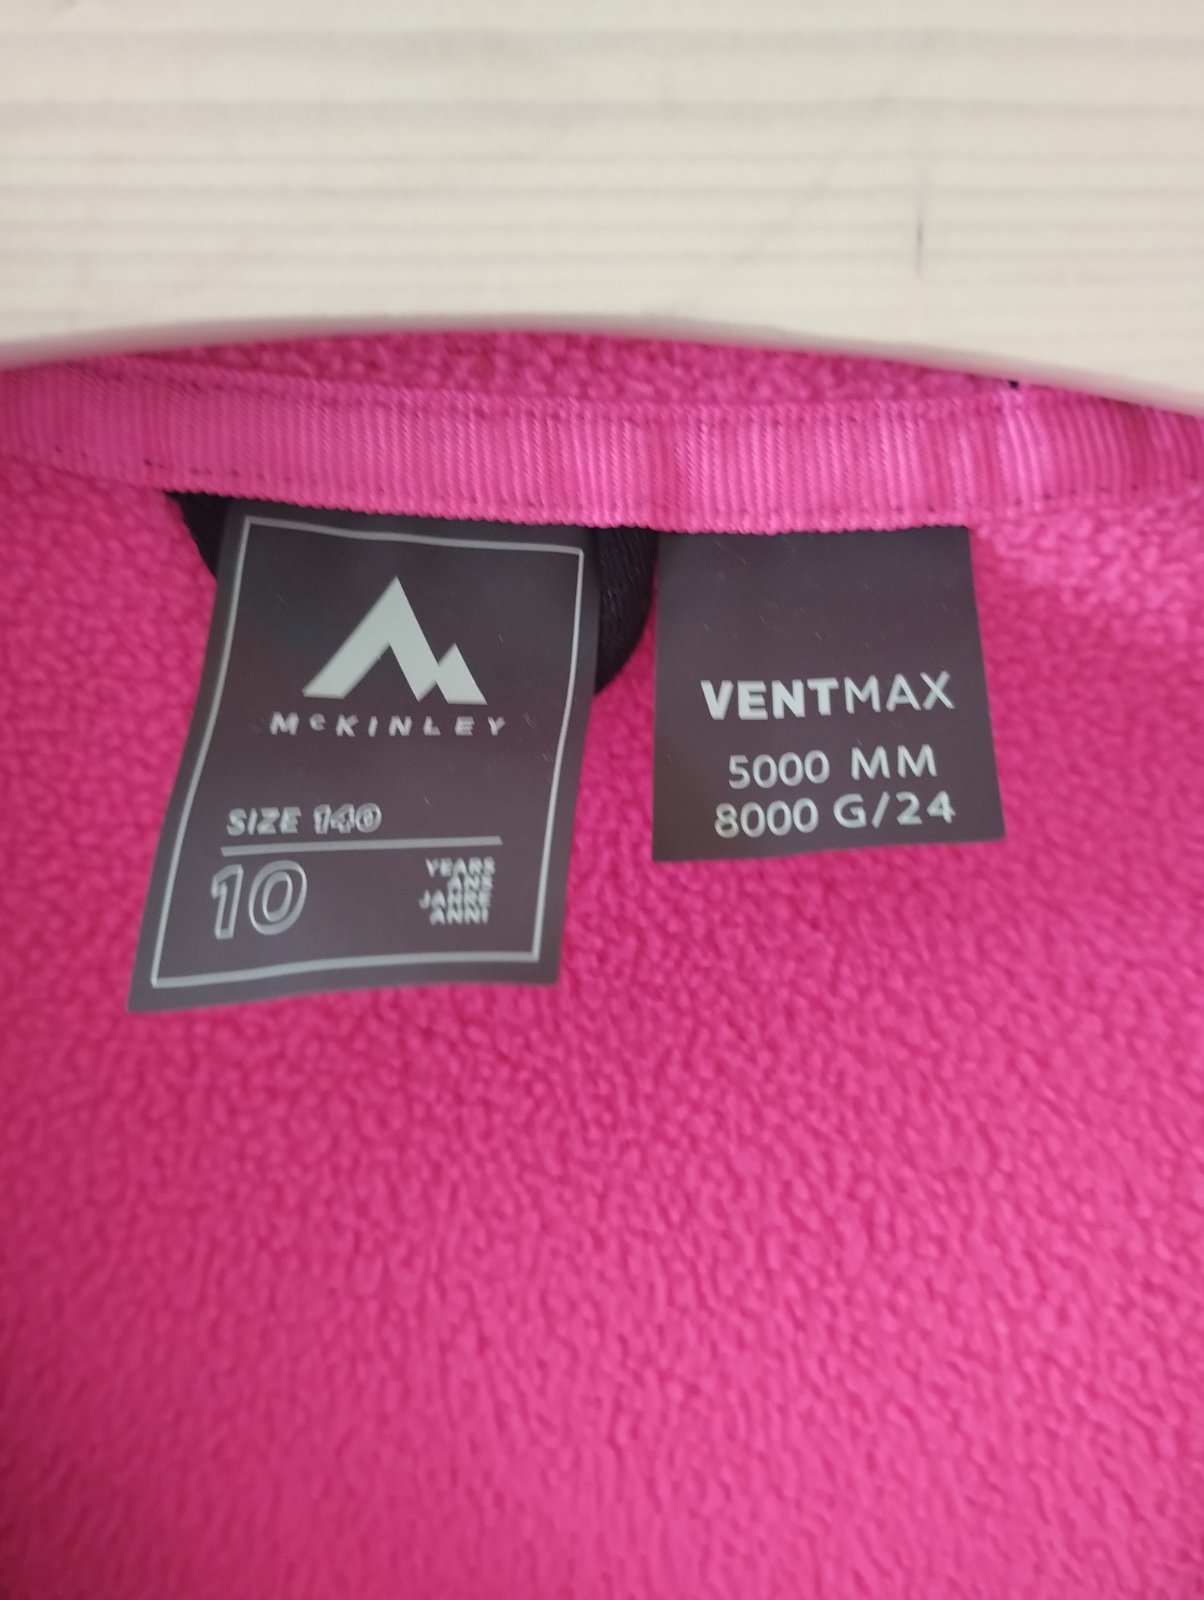 McKINLEY
SIZE 140
10
YEARS
ANS
JAHRE
ANNI
VENTMAX
5000 MM
8000 G/24